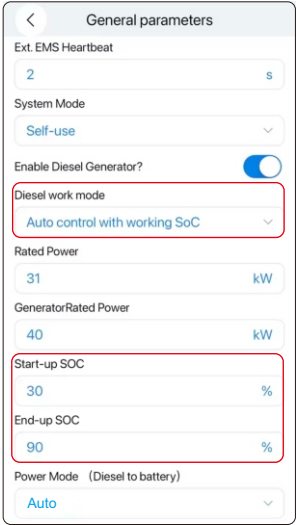 General parameters
Ext. EMS Heartbeat
2 s
System Mode
Self-use
Enable Diesel Generator?
Diesel work mode
Auto control with working SoC
Rated Power
31 kW
GeneratorRated Power
40 kW
Start-up SOC
30 %
End-up SOC
90 %
Power Mode （Diesel to battery）
Auto